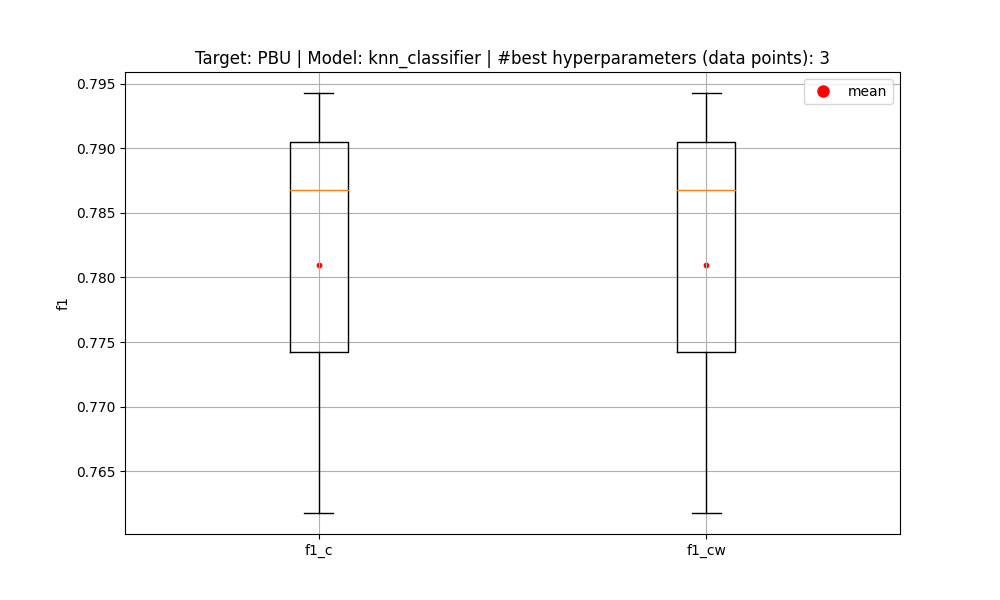 Target: PBU | Model: knn_classifier | #best hyperparameters (data points): 3
mean
0.795
0.790
0.785
0.780
0.775
0.770
0.765
f1
f1_c
f1_cw